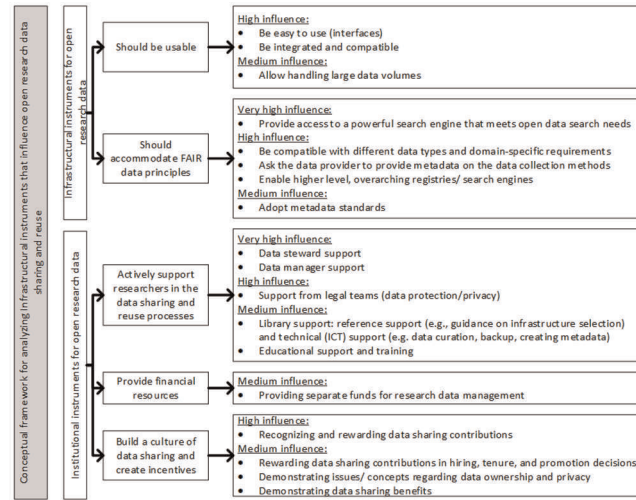 Conceptual framework for analyzing Infrastructural instruments that influence open research data
sharing and reuse
Infrastructural instruments for open
research data
Should be usable
High influence:
• Be easy to use (interfaces)
• Be integrated and compatible
Medium influence:
• Allow handling large data volumes
Should
accommodate FAIR
data principles
Very high influence:
• Provide access to a powerful search engine that meets open data search needs
High influence:
• Be compatible with different data types and domain-specific requirements
• Ask the data provider to provide metadata on the data collection methods
• Enable higher level, overarching registries/ search engines
Medium influence:
• Adopt metadata standards
Institutional instruments for open research data
Actively support
researchers in the
data sharing and
reuse processes
Very high influence:
• Data steward support
• Data manager support
High influence:
• Support from legal teams (data protection/privacy)
Medium influence:
• Library support: reference support (e.g., guidance on infrastructure selection)
and technical (ICT) support (e.g. data curation, backup, creating metadata)
• Educational support and training
Provide financial
resources
Medium influence:
• Providing separate funds for research data management
Build a culture of
data sharing and
create incentives
High influence:
• Recognizing and rewarding data sharing contributions
Medium influence:
• Rewarding data sharing contributions in hiring, tenure, and promotion decisions
• Demonstrating issues/ concepts regarding data ownership and privacy
• Demonstrating data sharing benefits